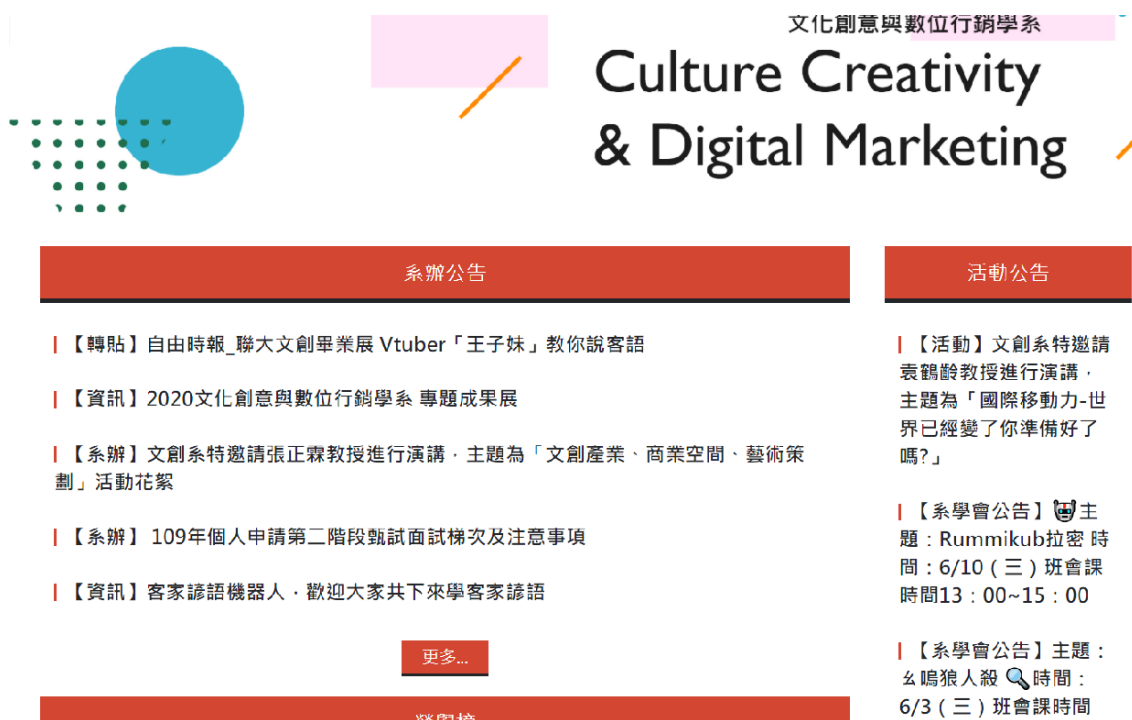 文化創意與數位行銷學系
Culture Creativity
& Digital Marketing
系辦公告
【轉貼】自由時報_聯大文創畢業展 Vtuber「王子妹」教你說客語
【資訊】2020文化創意與數位行銷學系 專題成果展
【系辦】文創系特邀請張正霖教授進行演講，主題為「文創產業、商業空間、藝術策
劃」活動花絮
【系辦】 109年個人申請第二階段甄試面試梯次及注意事項
【資訊】客家諺語機器人，歡迎大家共下來學客家諺語
更多...
活動公告
【活動】文創系特邀請
袁鶴齡教授進行演講，
主題為「國際移動力-世
界已經變了你準備好了
嗎?」
【系學會公告】🤖主
題：Rummikub拉密 時
間：6/10（三）班會課
時間13：00~15：00
【系學會公告】主題：
ㄠ嗚狼人殺 🔍時間：
6/3（三）班會課時間